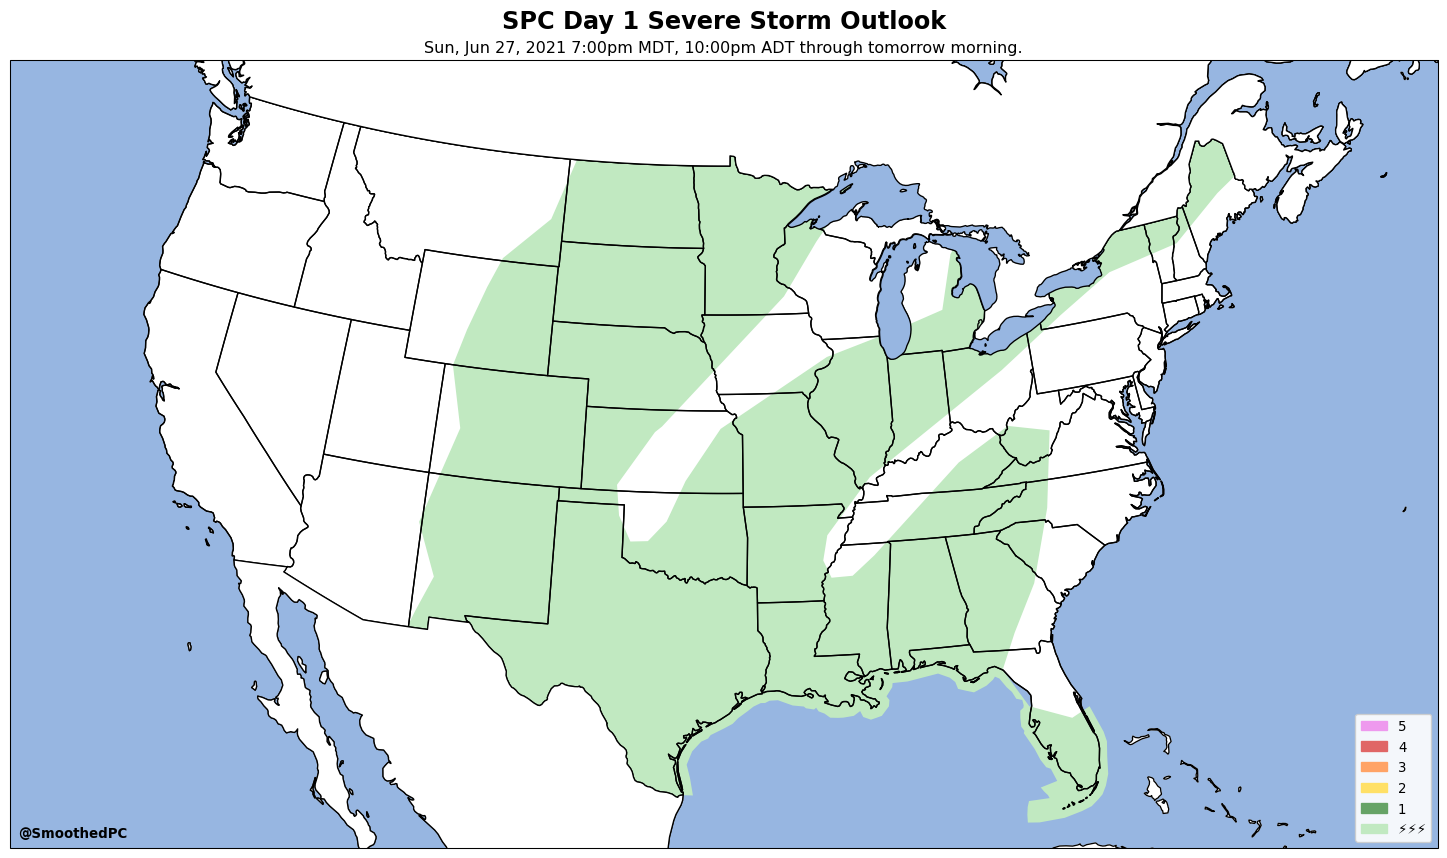 SPC Day 1 Severe Storm Outlook
Sun, Jun 27, 2021 7:00pm MDT, 10:00pm ADT through tomorrow morning.
5
4
3
2
1
⚡⚡⚡
@SmoothedPC